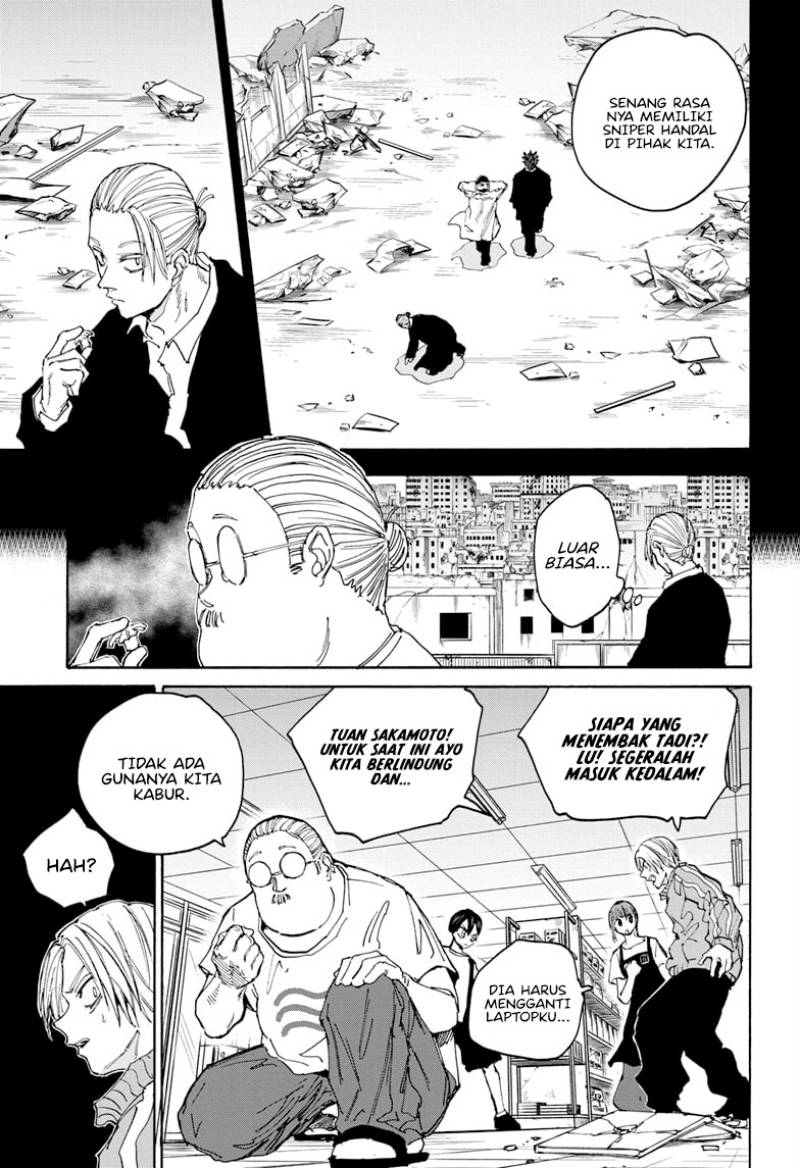 SENANG RASA
NYA MEMILIKI
SNIPER HANDAL
DI PIHAK KITA.
LUAR
BIASA...
SIAPA YANG
MENEMBAK TADI?!
LU! SEGERALAH
MASUK KEDALAM!
TUAN SAKAMOTO!
UNTUK SAAT INI AYO
KITA BERLINDUNG
DAN...
DIA HARUS
MENGGANTI
LAPTOPKU...
TIDAK ADA
GUNANYA KITA
KABUR.
HAH?